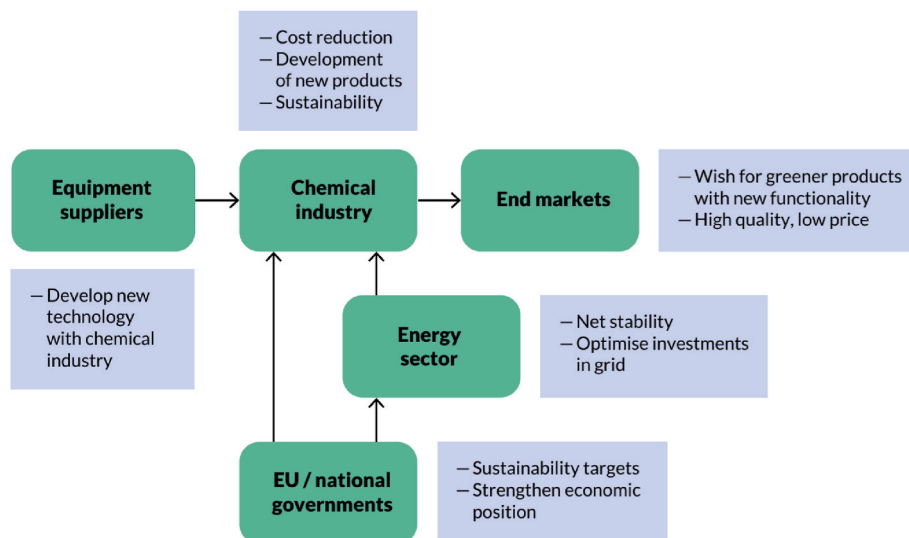 — Cost reduction
— Development
of new products
— Sustainability
Equipment
suppliers
Chemical
industry
End markets
— Wish for greener products
with new functionality
— High quality, low price
— Develop new
technology
with chemical
industry
Energy
sector
— Net stability
— Optimise investments
in grid
EU / national
governments
— Sustainability targets
— Strengthen economic
position